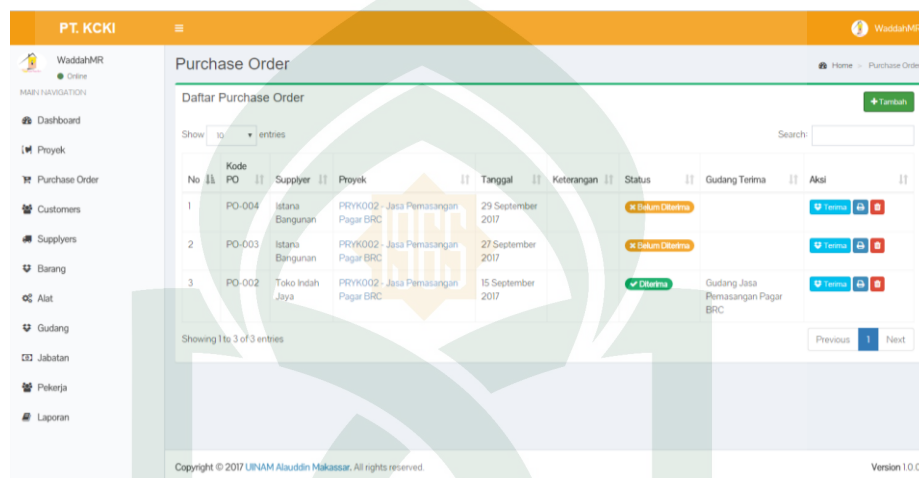 PT. KCKI
WaddahMR
WaddahMR
Online
MAIN NAVIGATION
Dashboard
Proyek
Purchase Order
Customers
Supplyers
Barang
Alat
Gudang
Jabatan
Pekerja
Laporan
Purchase Order
Home - Purchase Orde
Daftar Purchase Order
+ Tambah
Show 10 entries
Search:
No Kode PO Supplyer Proyek Tanggal Keterangan Status Gudang Terima Aksi
1 PO-004 Istana Bangunan PRYK002 - Jasa Pemasangan Pagar BRC 29 September 2017 Belum Diterima Terima
2 PO-003 Istana Bangunan PRYK002 - Jasa Pemasangan Pagar BRC 27 September 2017 Belum Diterima Terima
3 PO-002 Toko Indah Jaya PRYK002 - Jasa Pemasangan Pagar BRC 15 September 2017 Diterima Gudang Jasa Pemasangan Pagar BRC Terima
Showing 1 to 3 of 3 entries
Previous 1 Next
Copyright © 2017 UINAM Alauddin Makassar. All rights reserved.
Version 1.0.0